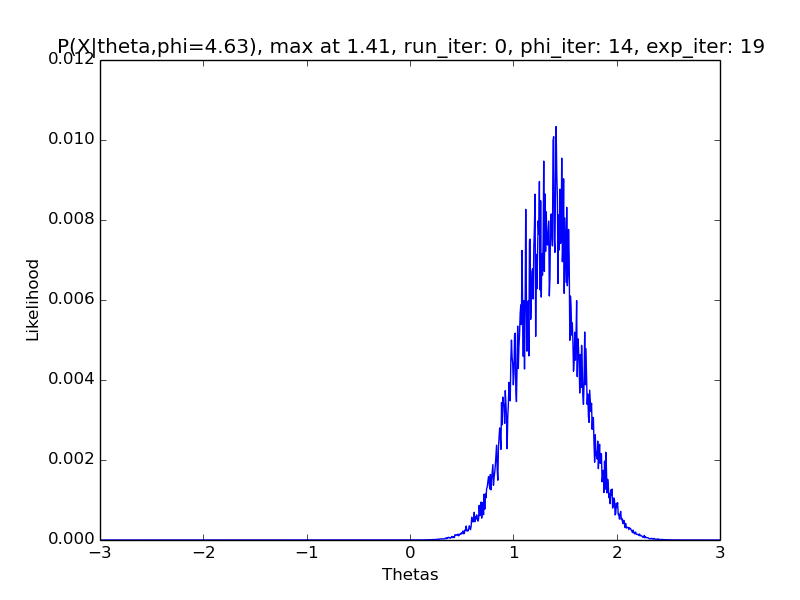 P(X|theta,phi=4.63), max at 1.41, run_iter: 0, phi_iter: 14, exp_iter: 19
0.012
0.010
0.008
0.006
0.004
0.002
0.000
Likelihood
−3 −2 −1 0 1 2 3
Thetas